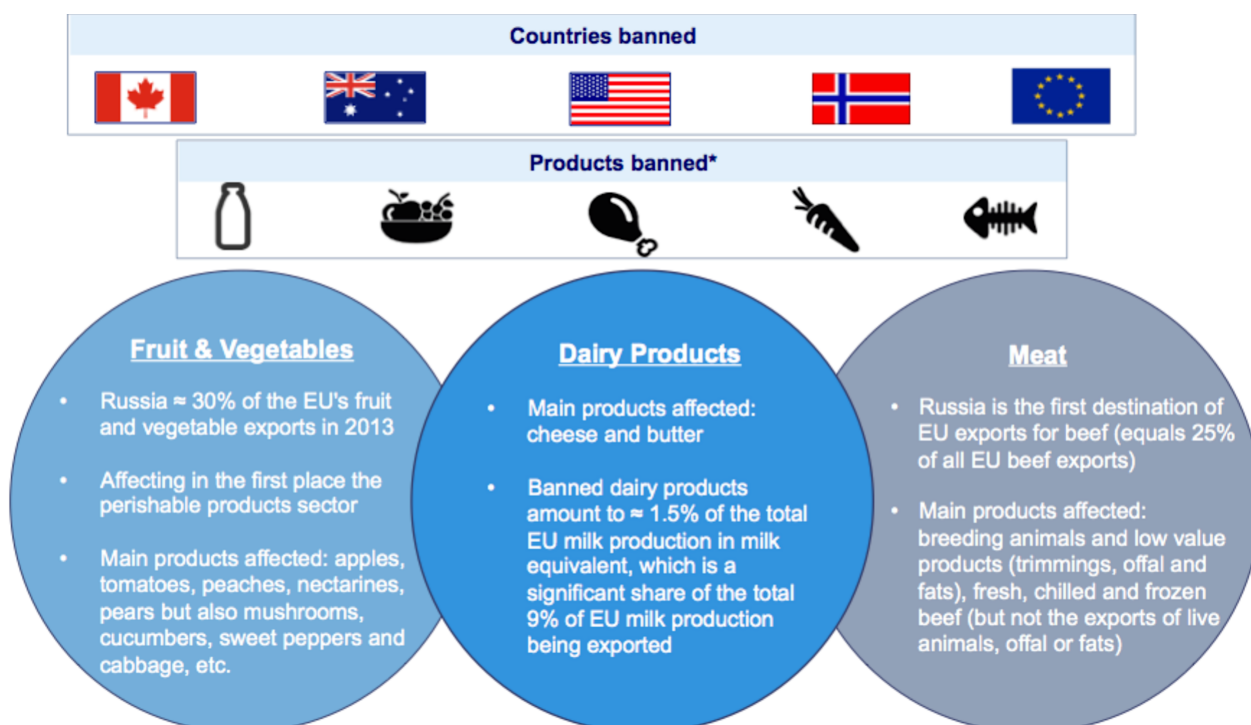 Countries banned
Products banned*
Fruit & Vegetables
• Russia ≈ 30% of the EU's fruit
and vegetable exports in 2013
• Affecting in the first place the
perishable products sector
• Main products affected: apples,
tomatoes, peaches, nectarines,
pears but also mushrooms,
cucumbers, sweet peppers and
cabbage, etc.
Dairy Products
• Main products affected:
cheese and butter
• Banned dairy products
amount to ≈ 1.5% of the total
EU milk production in milk
equivalent, which is a
significant share of the total
9% of EU milk production
being exported
Meat
• Russia is the first destination of
EU exports for beef (equals 25%
of all EU beef exports)
• Main products affected:
breeding animals and low value
products (trimmings, offal and
fats), fresh, chilled and frozen
beef (but not the exports of live
animals, offal or fats)